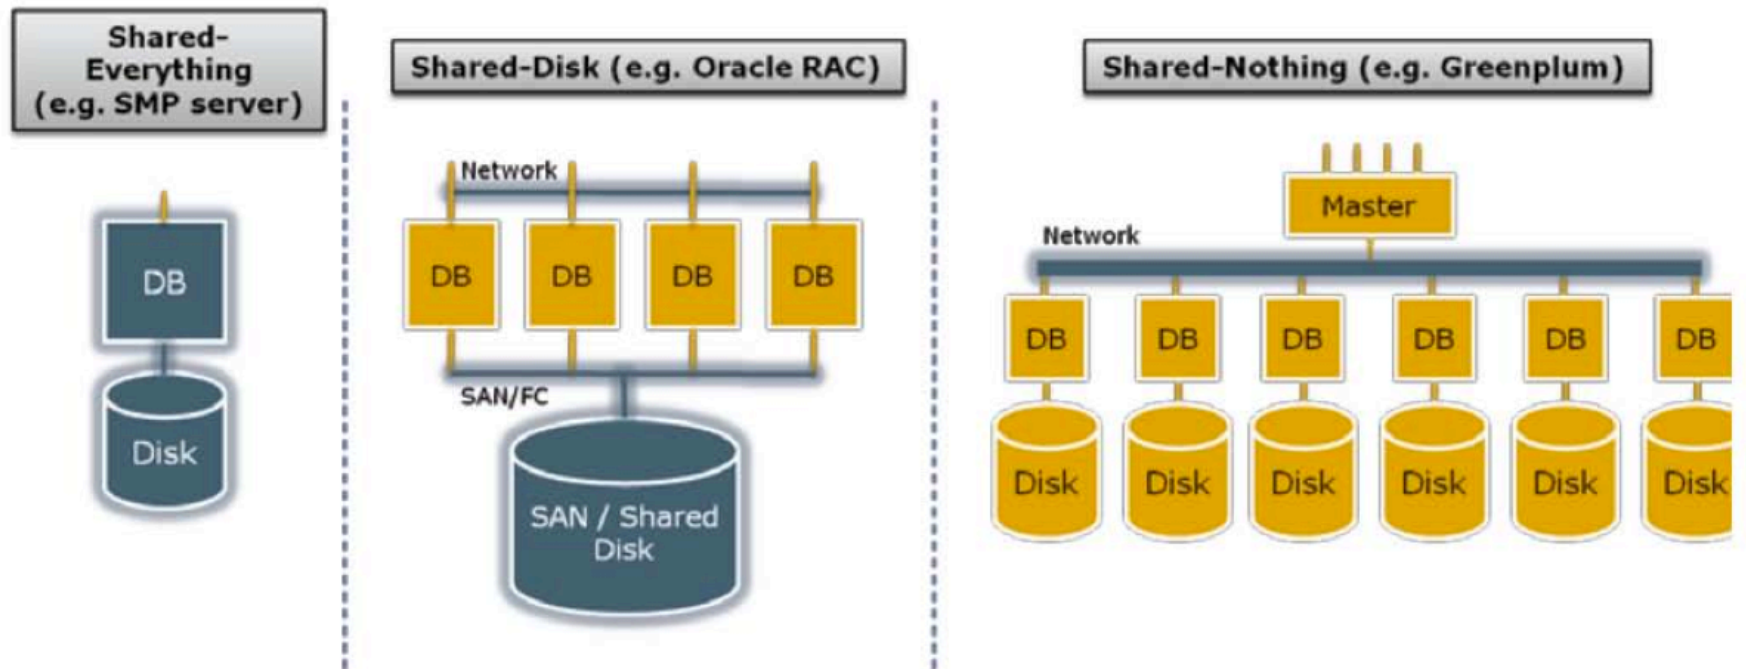 Shared-
Everything
(e.g. SMP server)
DB
Disk
Shared-Disk (e.g. Oracle RAC)
Network
DB DB DB DB
SAN/FC
SAN / Shared
Disk
Shared-Nothing (e.g. Greenplum)
Master
Network
DB DB DB DB DB DB
Disk Disk Disk Disk Disk Disk